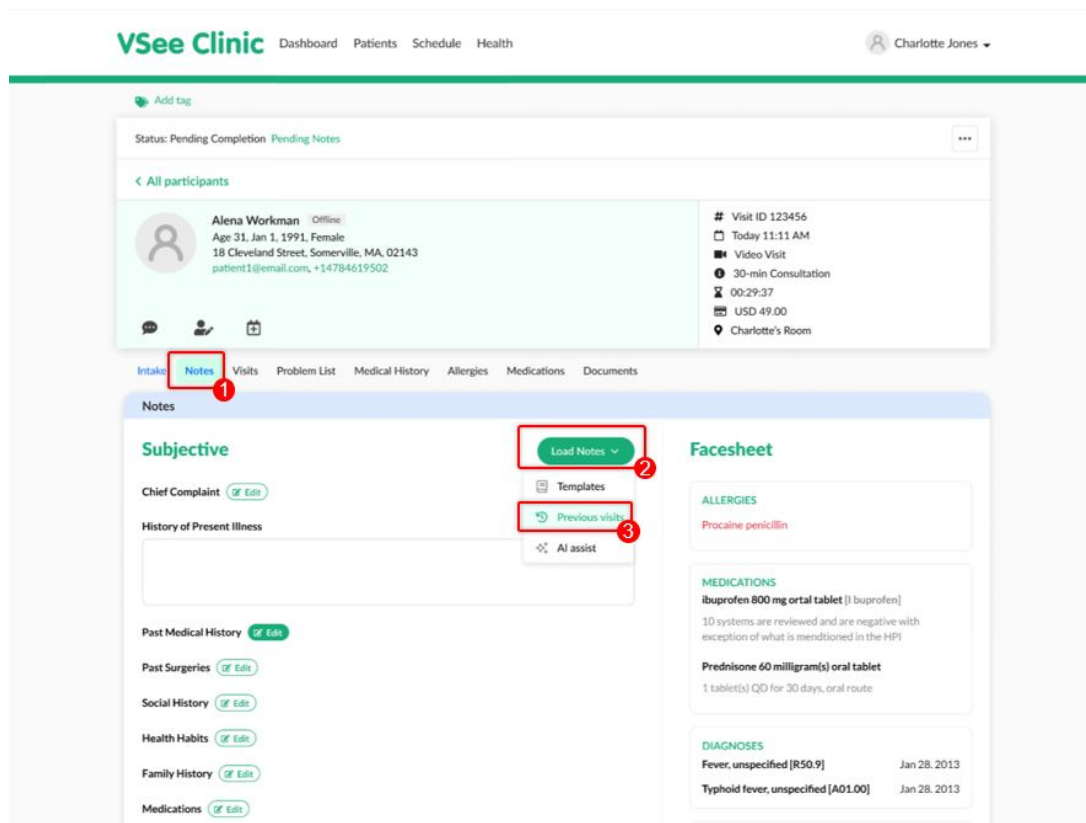 VSee Clinic Dashboard Patients Schedule Health Charlotte Jones
Add tag
Status: Pending Completion Pending Notes
All participants
Alena Workman Offline
Age 31, Jan 1, 1991, Female
18 Cleveland Street, Somerville, MA, 02143
patient1@email.com, +14784619502
# Visit ID 123456
Today 11:11 AM
Video Visit
30-min Consultation
00:29:37
USD 49.00
Charlotte's Room
Intake Notes Visits Problem List Medical History Allergies Medications Documents
1
Notes
Subjective
Load Notes
2
Templates
Previous visits
3
AI assist
Chief Complaint Edit
History of Present Illness
Past Medical History Edit
Past Surgeries Edit
Social History Edit
Health Habits Edit
Family History Edit
Medications Edit
Facesheet
ALLERGIES
Procaine penicillin
MEDICATIONS
ibuprofen 800 mg ortal tablet [I buprofen]
10 systems are reviewed and are negative with
exception of what is mendtioned in the HPI
Prednisone 60 milligram(s) oral tablet
1 tablet(s) QD for 30 days, oral route
DIAGNOSES
Fever, unspecified [R50.9] Jan 28. 2013
Typhoid fever, unspecified [A01.00] Jan 28. 2013